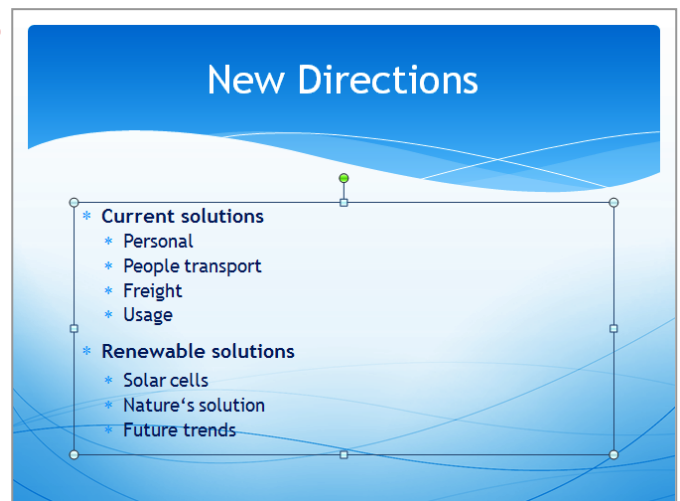 New Directions
* Current solutions
* Personal
* People transport
* Freight
* Usage
* Renewable solutions
* Solar cells
* Nature‘s solution
* Future trends